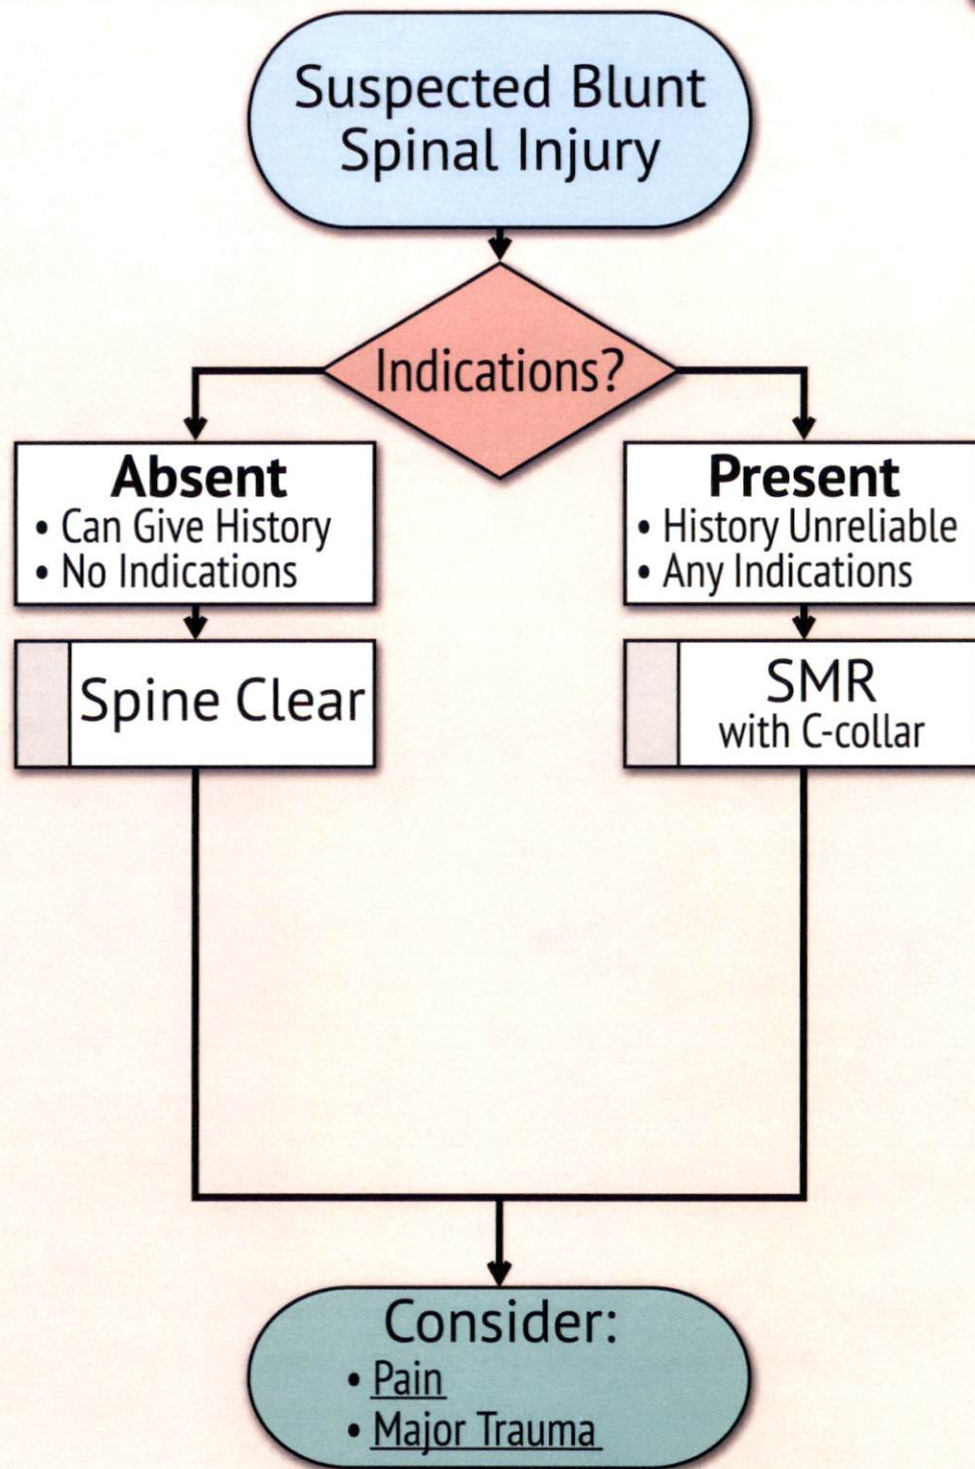 Suspected Blunt
Spinal Injury
Indications?
Absent
• Can Give History
• No Indications
Present
• History Unreliable
• Any Indications
Spine Clear
SMR
with C-collar
Consider:
• Pain
• Major Trauma